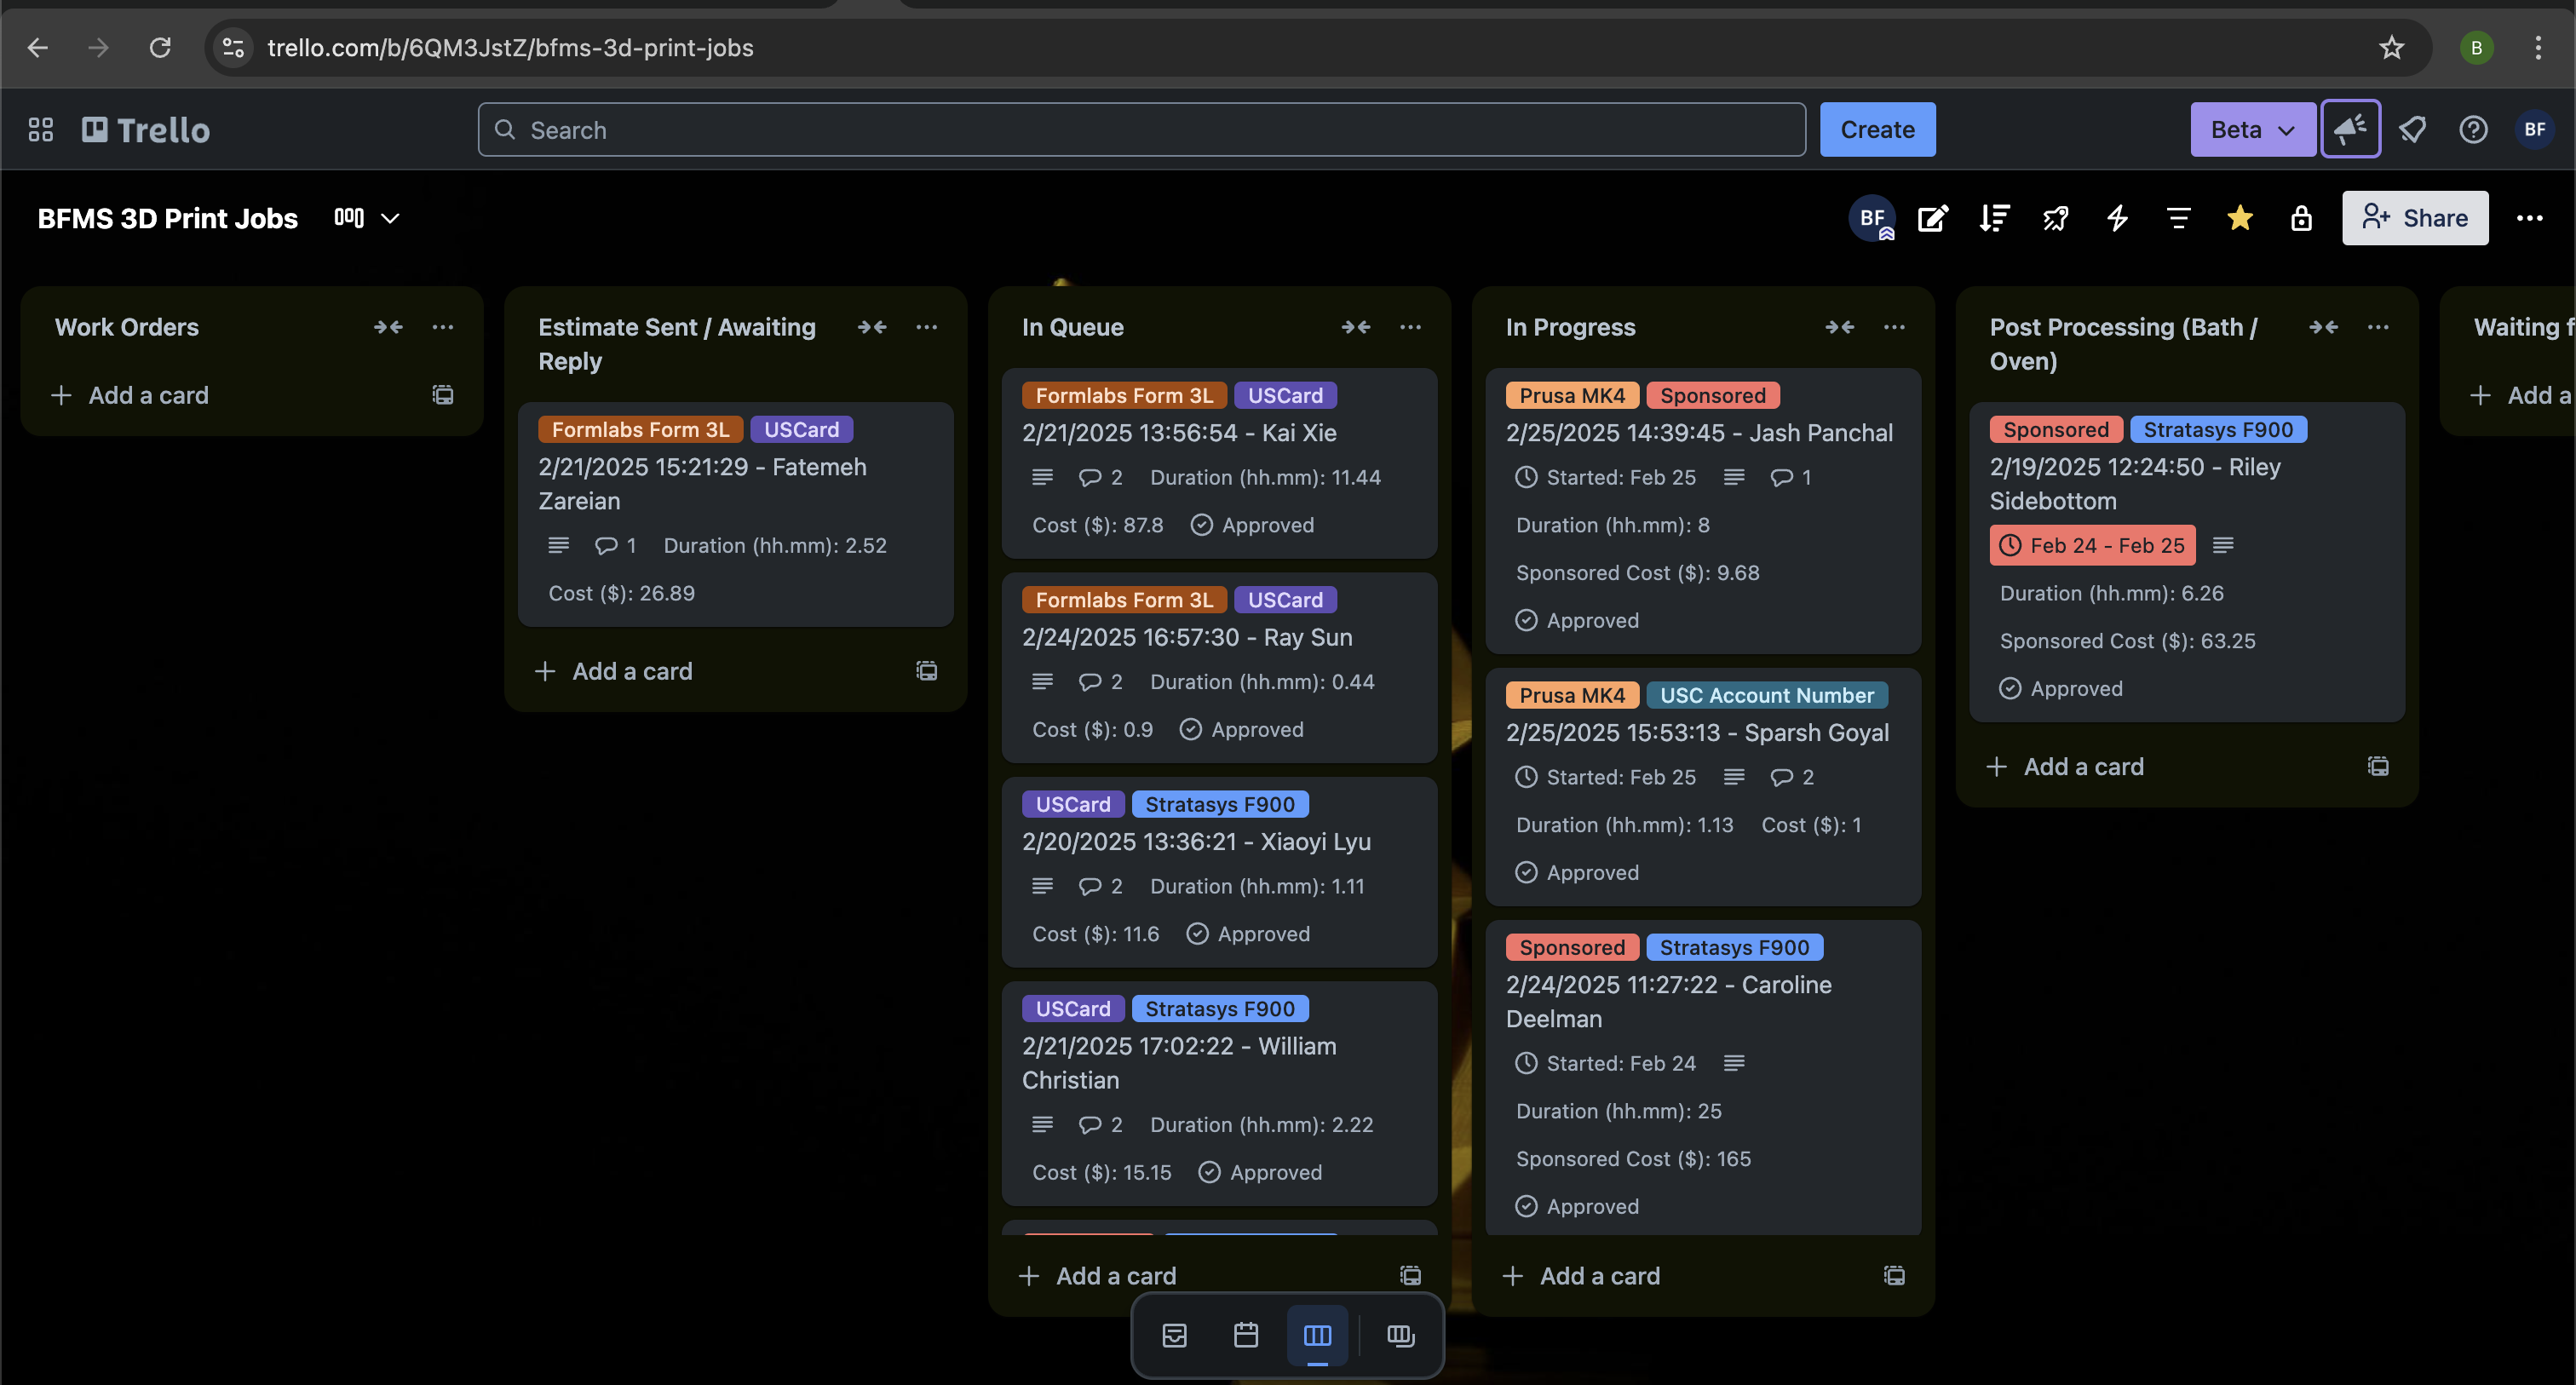 trello.com/b/6QM3JstZ/bfms-3d-print-jobs
B
Trello
Search
Create
Beta
BF
BFMS 3D Print Jobs
BF
Share
Work Orders
Add a card
Estimate Sent / Awaiting
Reply
Formlabs Form 3L USCard
2/21/2025 15:21:29 - Fatemeh
Zareian
1 Duration (hh.mm): 2.52
Cost ($): 26.89
Add a card
In Queue
Formlabs Form 3L USCard
2/21/2025 13:56:54 - Kai Xie
2 Duration (hh.mm): 11.44
Cost ($): 87.8 Approved
Formlabs Form 3L USCard
2/24/2025 16:57:30 - Ray Sun
2 Duration (hh.mm): 0.44
Cost ($): 0.9 Approved
USCard Stratasys F900
2/20/2025 13:36:21 - Xiaoyi Lyu
2 Duration (hh.mm): 1.11
Cost ($): 11.6 Approved
USCard Stratasys F900
2/21/2025 17:02:22 - William
Christian
2 Duration (hh.mm): 2.22
Cost ($): 15.15 Approved
Add a card
In Progress
Prusa MK4 Sponsored
2/25/2025 14:39:45 - Jash Panchal
Started: Feb 25 1
Duration (hh.mm): 8
Sponsored Cost ($): 9.68
Approved
Prusa MK4 USC Account Number
2/25/2025 15:53:13 - Sparsh Goyal
Started: Feb 25 2
Duration (hh.mm): 1.13 Cost ($): 1
Approved
Sponsored Stratasys F900
2/24/2025 11:27:22 - Caroline
Deelman
Started: Feb 24
Duration (hh.mm): 25
Sponsored Cost ($): 165
Approved
Add a card
Post Processing (Bath /
Oven)
Sponsored Stratasys F900
2/19/2025 12:24:50 - Riley
Sidebottom
Feb 24 - Feb 25
Duration (hh.mm): 6.26
Sponsored Cost ($): 63.25
Approved
Add a card
Waiting
Add a